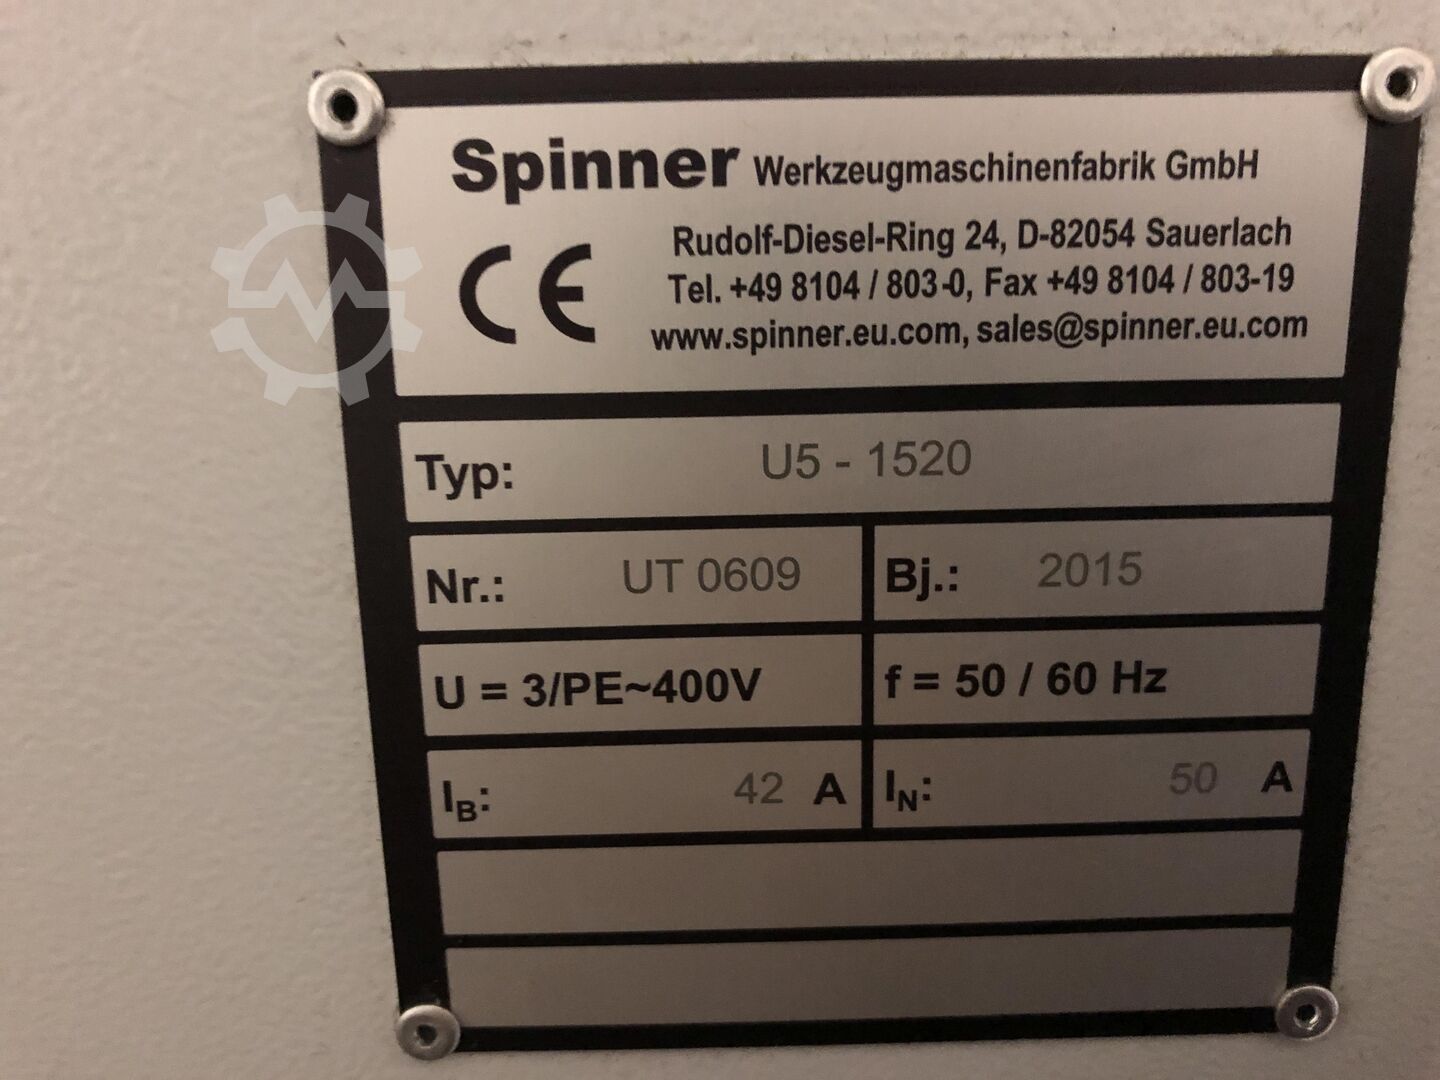 Spinner Werkzeugmaschinenfabrik GmbH
CE
Rudolf-Diesel-Ring 24, D-82054 Sauerlach
Tel. +49 8104 / 803-0, Fax +49 8104 / 803-19
www.spinner.eu.com, sales@spinner.eu.com
Typ: U5 - 1520
Nr.: UT 0609 Bj.: 2015
U = 3/PE~400V f = 50 / 60 Hz
I_B: 42 A I_N: 50 A